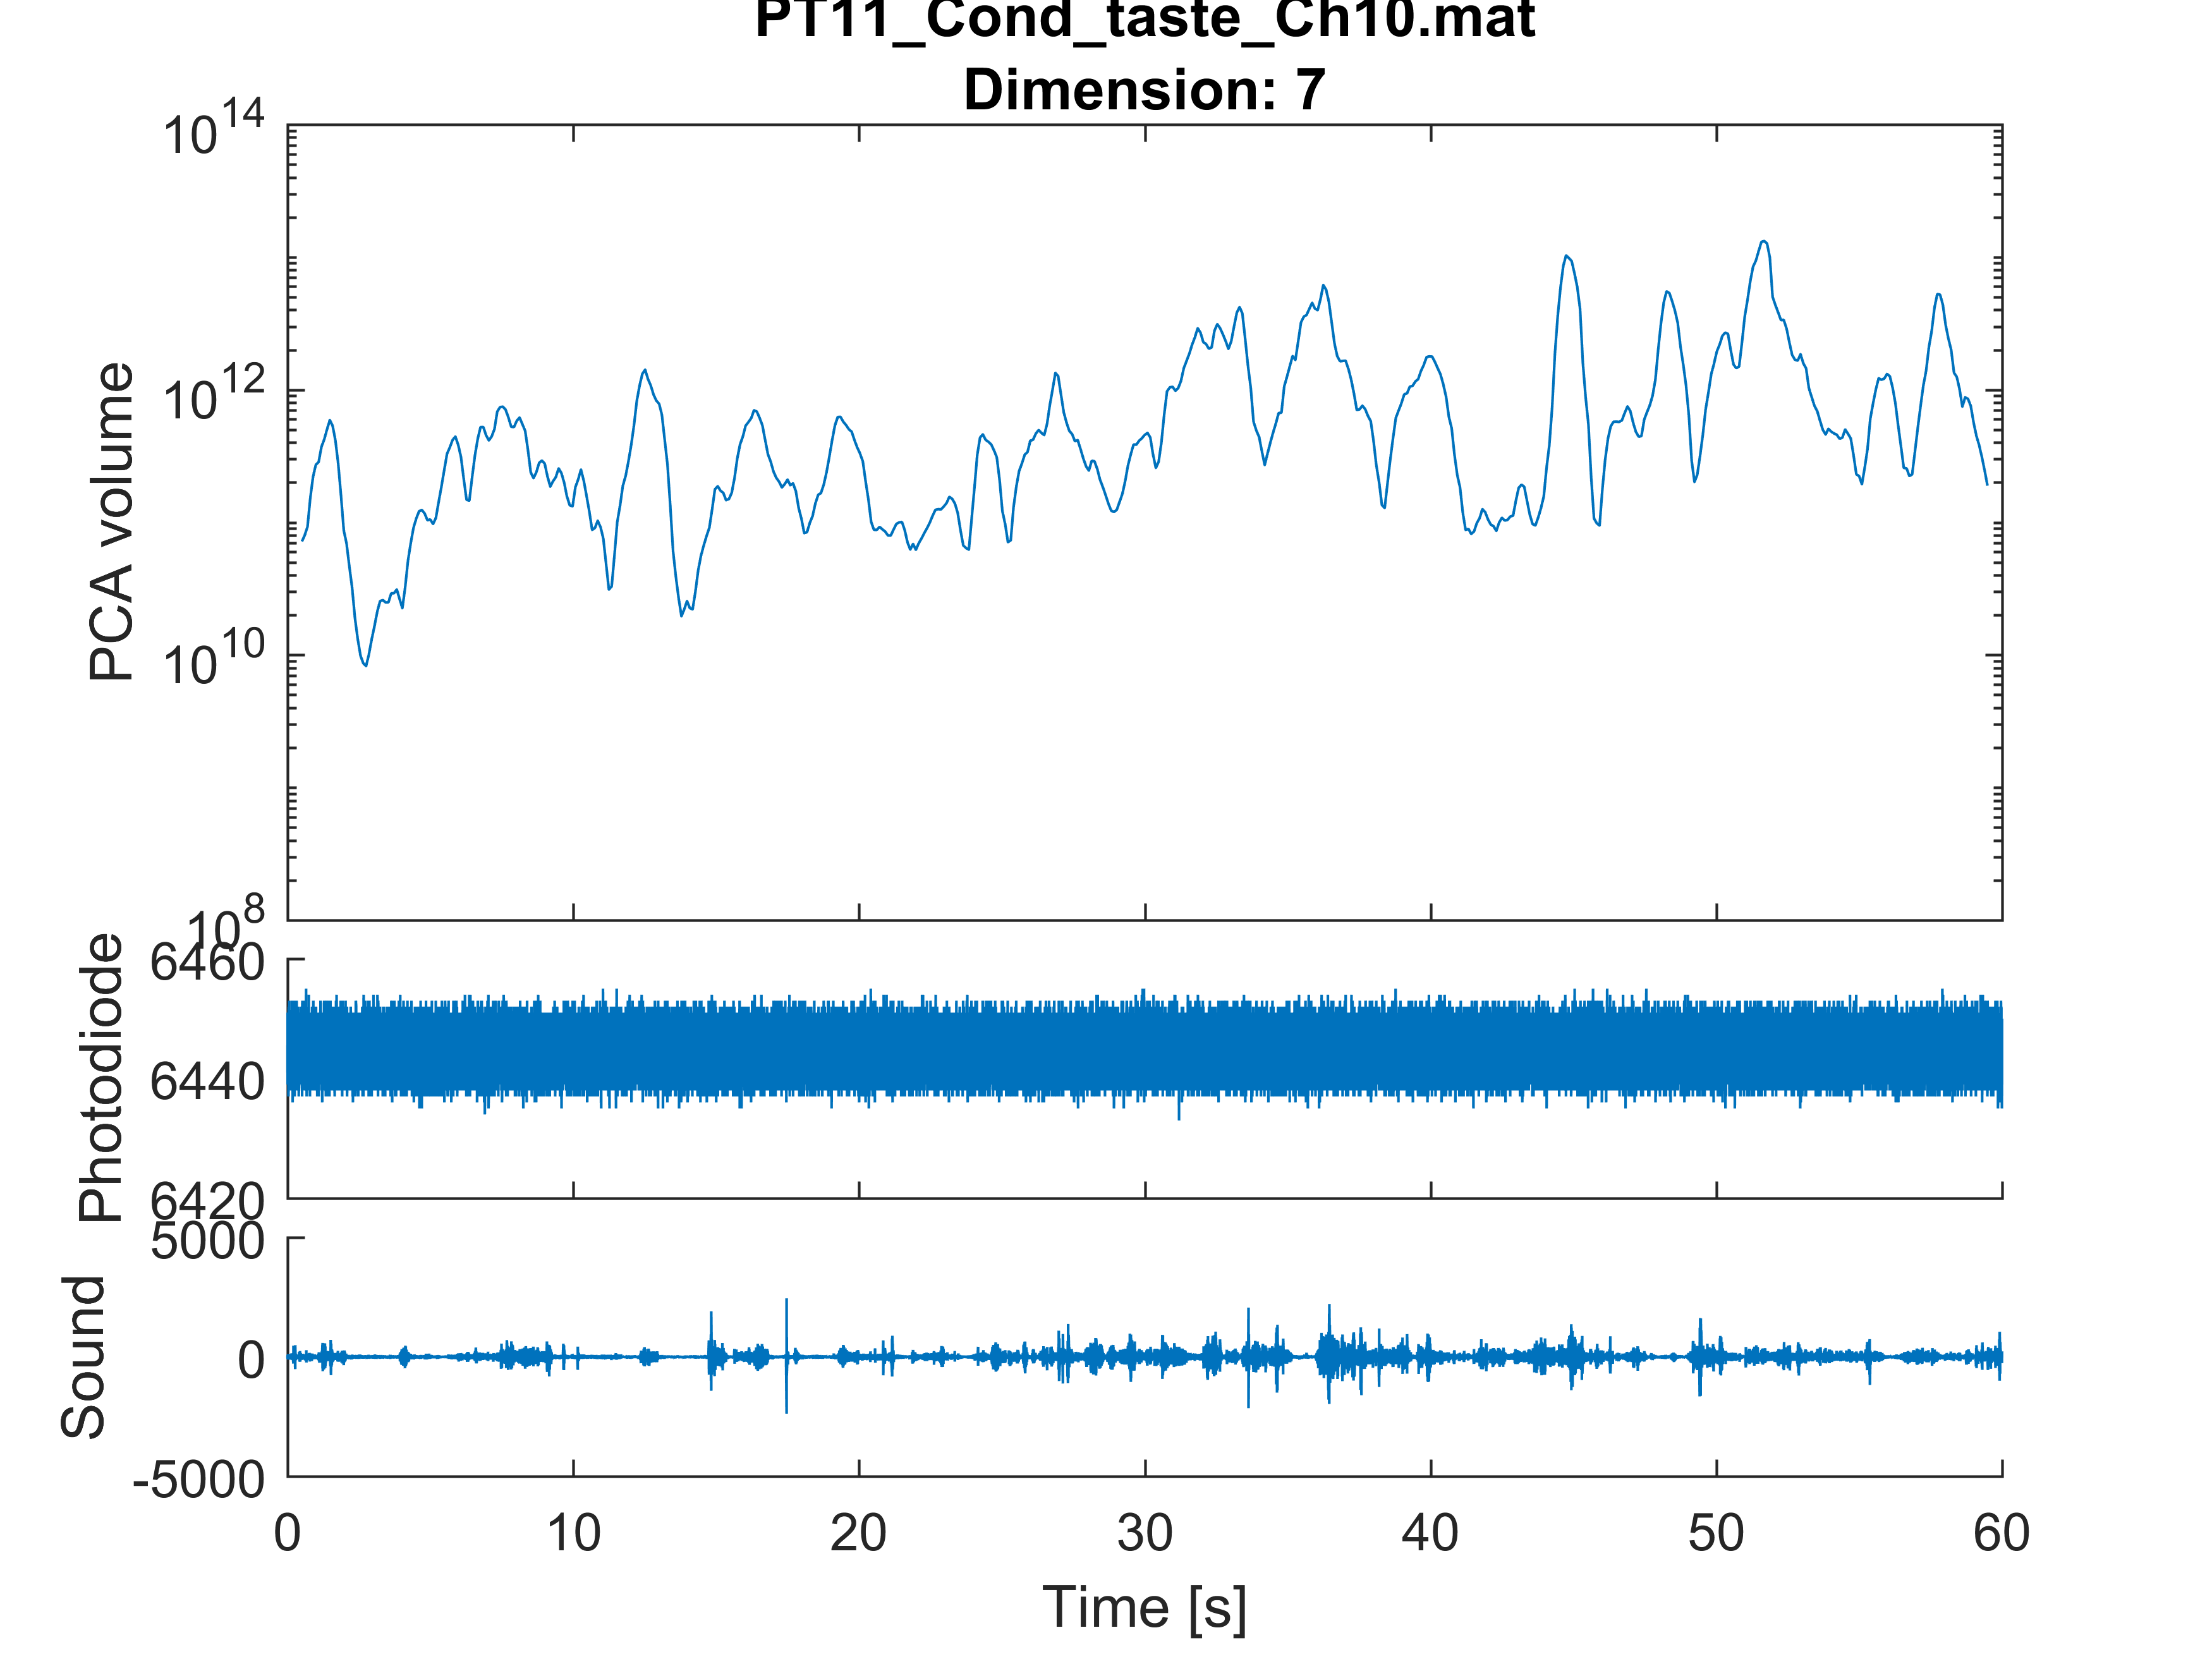 PT11_Cond_taste_Ch10.mat
Dimension: 7
PCA volume
10^14
10^12
10^10
10^8
Photodiode
6460
6440
6420
Sound
5000
0
-5000
0 10 20 30 40 50 60
Time [s]